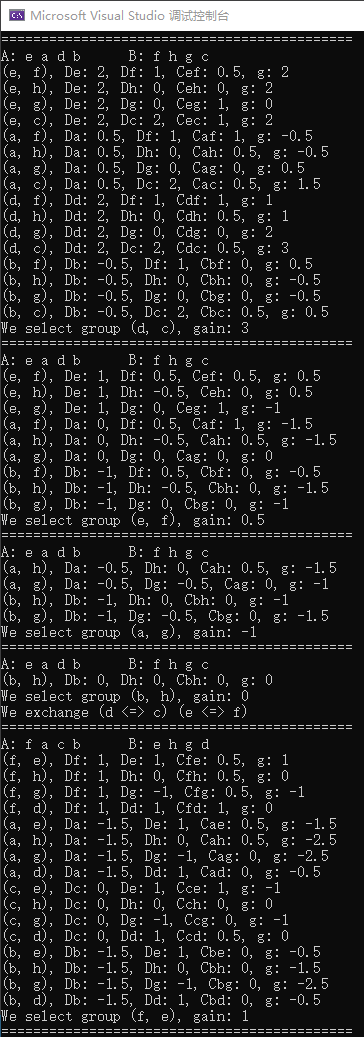 Microsoft Visual Studio 调试控制台
==========================================
A: e a d b      B: f h g c
(e, f), De: 2, Df: 1, Cef: 0.5, g: 2
(e, h), De: 2, Dh: 0, Ceh: 0, g: 2
(e, g), De: 2, Dg: 0, Ceg: 1, g: 0
(e, c), De: 2, Dc: 2, Cec: 1, g: 2
(a, f), Da: 0.5, Df: 1, Caf: 1, g: -0.5
(a, h), Da: 0.5, Dh: 0, Cah: 0.5, g: -0.5
(a, g), Da: 0.5, Dg: 0, Cag: 0, g: 0.5
(a, c), Da: 0.5, Dc: 2, Cac: 0.5, g: 1.5
(d, f), Dd: 2, Df: 1, Cdf: 1, g: 1
(d, h), Dd: 2, Dh: 0, Cdh: 0.5, g: 1
(d, g), Dd: 2, Dg: 0, Cdg: 0, g: 2
(d, c), Dd: 2, Dc: 2, Cdc: 0.5, g: 3
(b, f), Db: -0.5, Df: 1, Cbf: 0, g: 0.5
(b, h), Db: -0.5, Dh: 0, Cbh: 0, g: -0.5
(b, g), Db: -0.5, Dg: 0, Cbg: 0, g: -0.5
(b, c), Db: -0.5, Dc: 2, Cbc: 0.5, g: 0.5
We select group (d, c), gain: 3
==========================================
A: e a d b      B: f h g c
(e, f), De: 1, Df: 0.5, Cef: 0.5, g: 0.5
(e, h), De: 1, Dh: -0.5, Ceh: 0, g: 0.5
(e, g), De: 1, Dg: 0, Ceg: 1, g: -1
(a, f), Da: 0, Df: 0.5, Caf: 1, g: -1.5
(a, h), Da: 0, Dh: -0.5, Cah: 0.5, g: -1.5
(a, g), Da: 0, Dg: 0, Cag: 0, g: 0
(b, f), Db: -1, Df: 0.5, Cbf: 0, g: -0.5
(b, h), Db: -1, Dh: -0.5, Cbh: 0, g: -1.5
(b, g), Db: -1, Dg: 0, Cbg: 0, g: -1
We select group (e, f), gain: 0.5
==========================================
A: e a d b      B: f h g c
(a, h), Da: -0.5, Dh: 0, Cah: 0.5, g: -1.5
(a, g), Da: -0.5, Dg: -0.5, Cag: 0, g: -1
(b, h), Db: -1, Dh: 0, Cbh: 0, g: -1
(b, g), Db: -1, Dg: -0.5, Cbg: 0, g: -1.5
We select group (a, g), gain: -1
==========================================
A: e a d b      B: f h g c
(b, h), Db: 0, Dh: 0, Cbh: 0, g: 0
We select group (b, h), gain: 0
We exchange (d <=> c) (e <=> f)
==========================================
A: f a c b      B: e h g d
(f, e), Df: 1, De: 1, Cfe: 0.5, g: 1
(f, h), Df: 1, Dh: 0, Cfh: 0.5, g: 0
(f, g), Df: 1, Dg: -1, Cfg: 0.5, g: -1
(f, d), Df: 1, Dd: 1, Cfd: 1, g: 0
(a, e), Da: -1.5, De: 1, Cae: 0.5, g: -1.5
(a, h), Da: -1.5, Dh: 0, Cah: 0.5, g: -2.5
(a, g), Da: -1.5, Dg: -1, Cag: 0, g: -2.5
(a, d), Da: -1.5, Dd: 1, Cad: 0, g: -0.5
(c, e), Dc: 0, De: 1, Cce: 1, g: -1
(c, h), Dc: 0, Dh: 0, Cch: 0, g: 0
(c, g), Dc: 0, Dg: -1, Ccg: 0, g: -1
(c, d), Dc: 0, Dd: 1, Ccd: 0.5, g: 0
(b, e), Db: -1.5, De: 1, Cbe: 0, g: -0.5
(b, h), Db: -1.5, Dh: 0, Cbh: 0, g: -1.5
(b, g), Db: -1.5, Dg: -1, Cbg: 0, g: -2.5
(b, d), Db: -1.5, Dd: 1, Cbd: 0, g: -0.5
We select group (f, e), gain: 1
==========================================